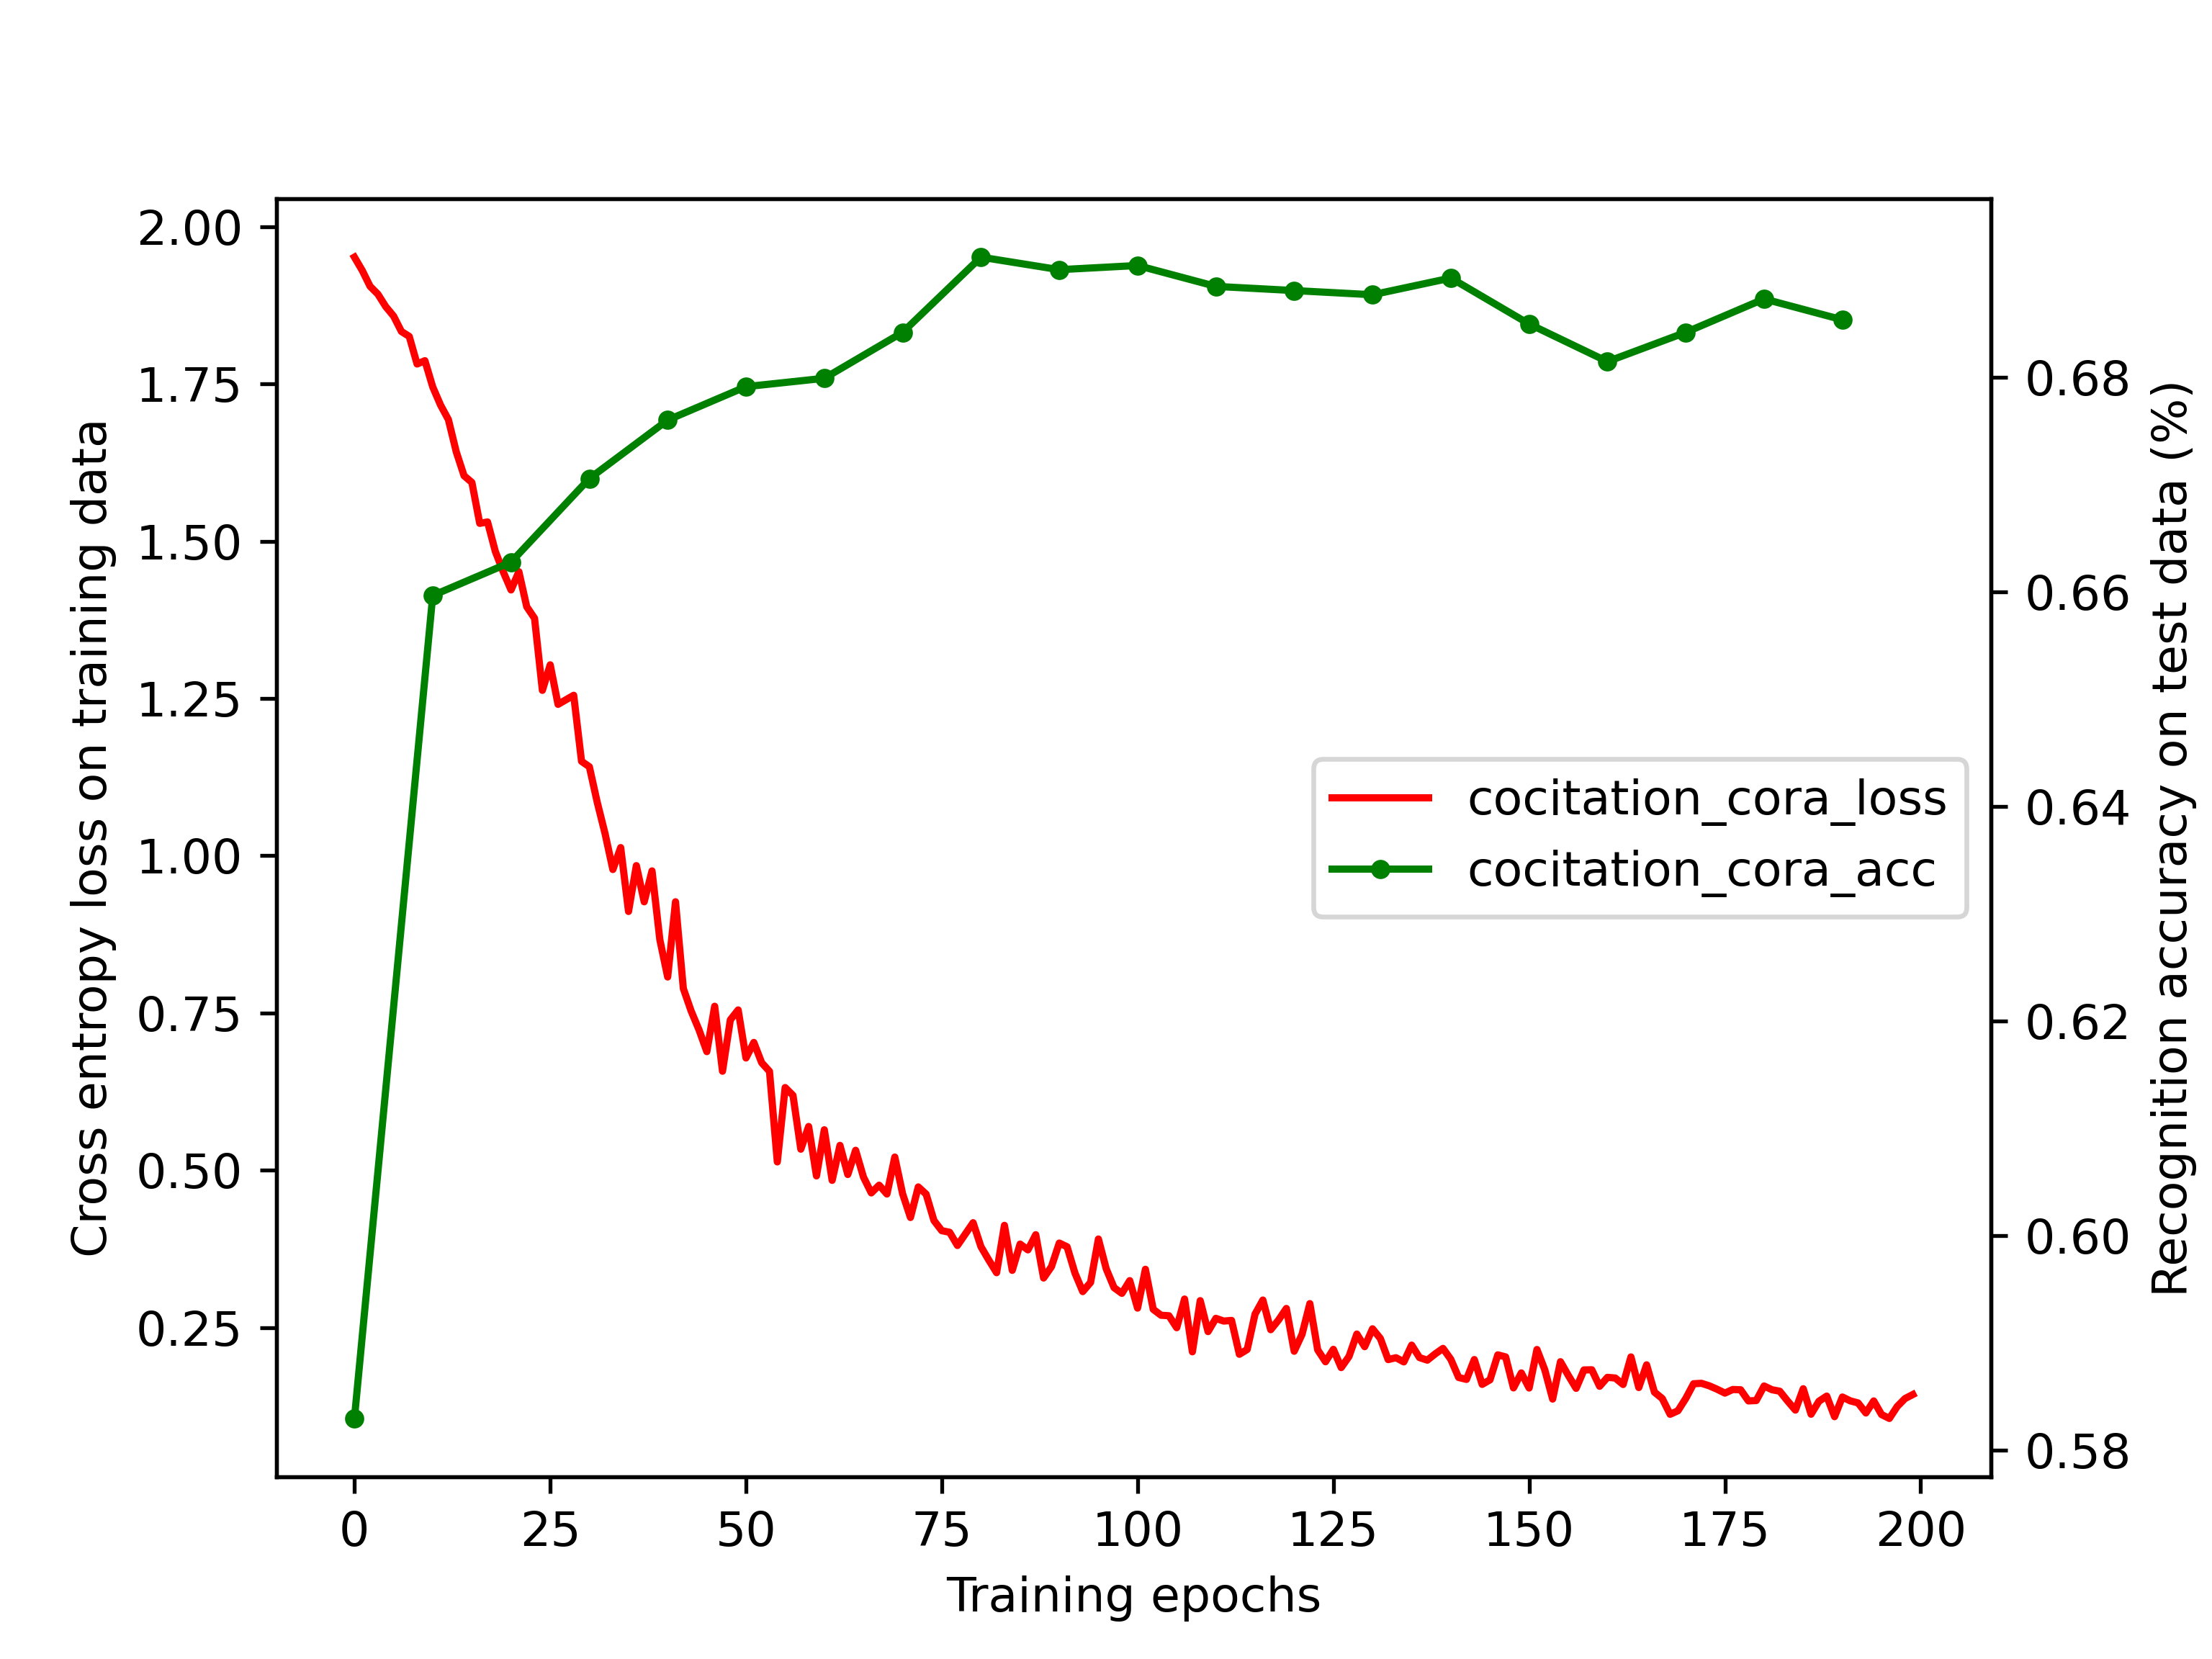 2.00
1.75
1.50
1.25
1.00
0.75
0.50
0.25
Cross entropy loss on training data
0 25 50 75 100 125 150 175 200
Training epochs
cocitation_cora_loss
cocitation_cora_acc
0.68
0.66
0.64
0.62
0.60
0.58
Recognition accuracy on test data (%)